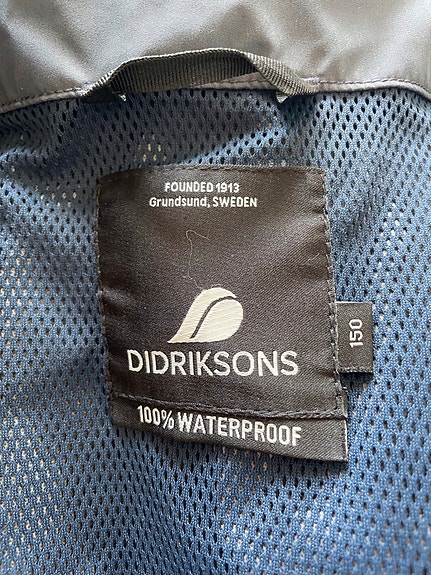 FOUNDED 1913
Grundsund, SWEDEN
DIDRIKSONS
150
100% WATERPROOF